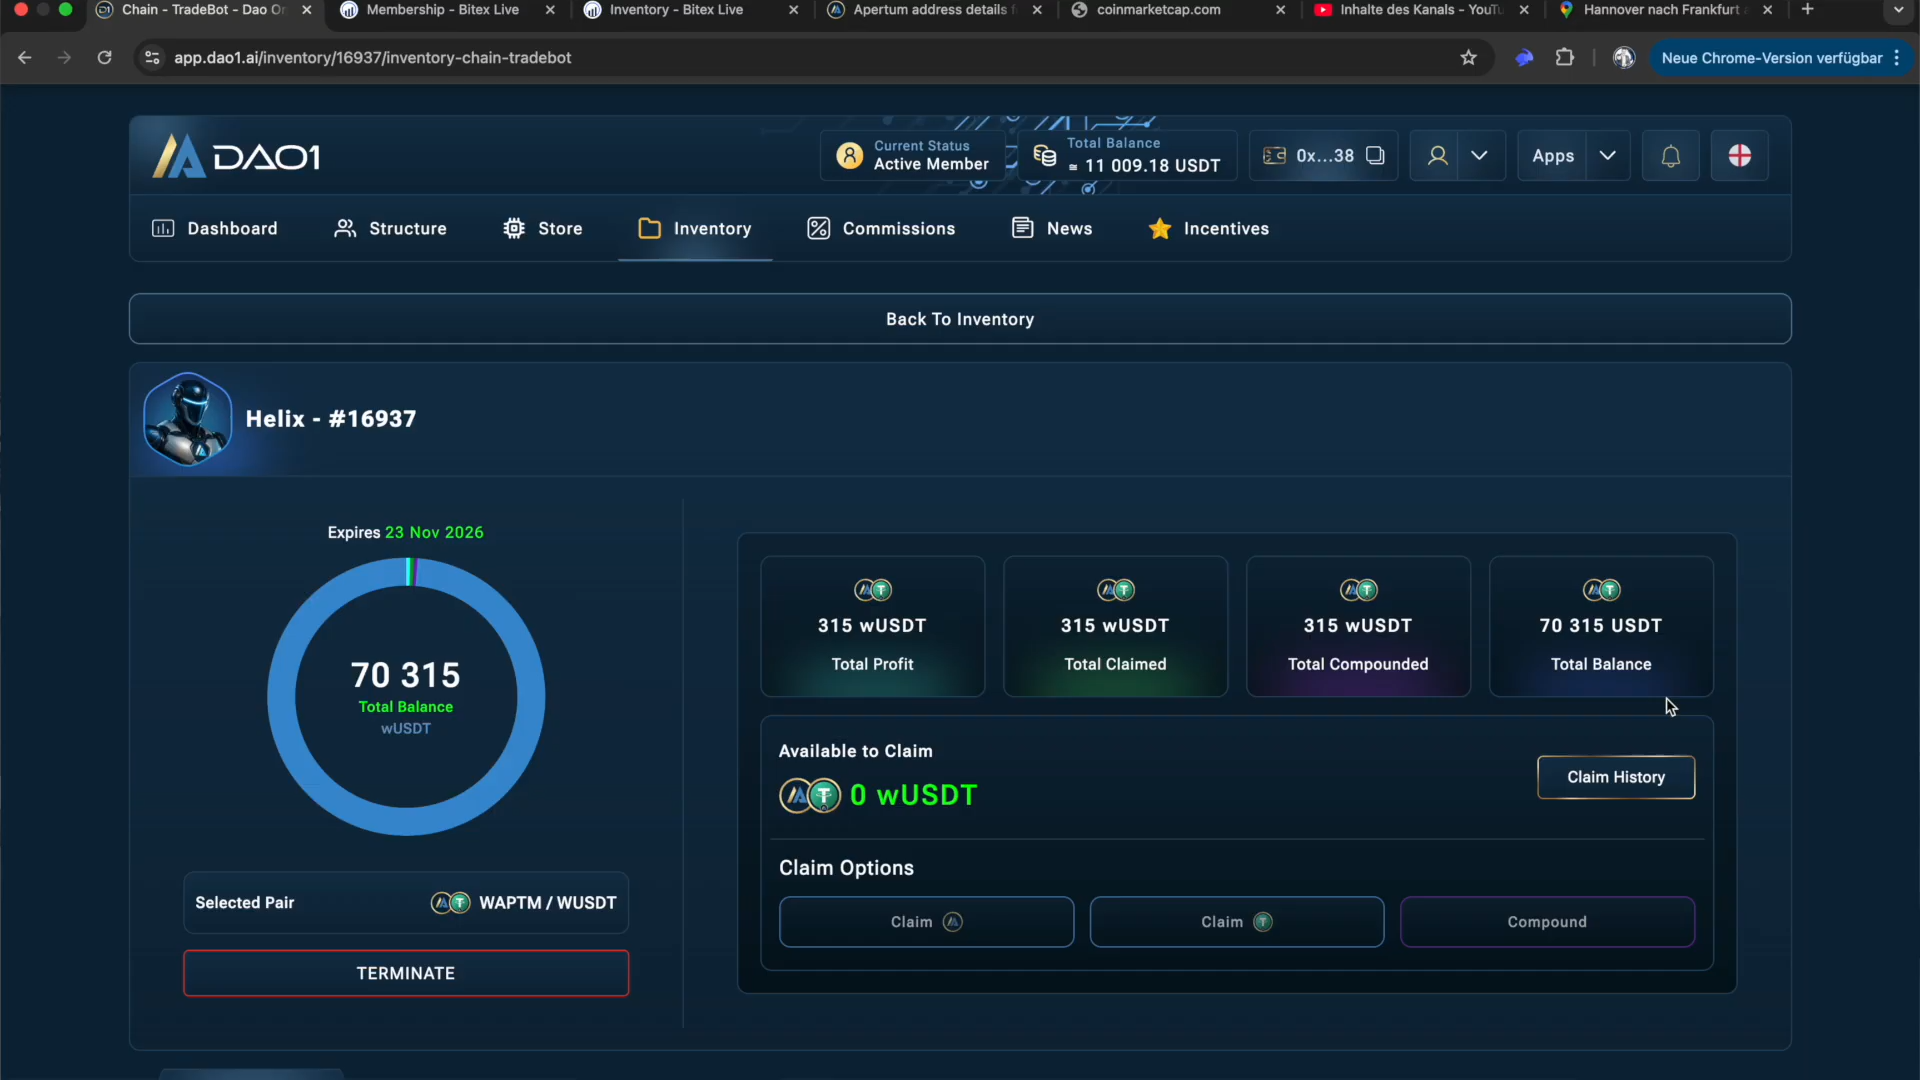 Chain - TradeBot - Dao O
Membership - Bitex Live
Inventory - Bitex Live
Apertum address details
coinmarketcap.com
Inhalte des Kanals - YouTu
Hannover nach Frankfurt
app.dao1.ai/inventory/16937/inventory-chain-tradebot
Neue Chrome-Version verfügbar
DAO1
Current Status
Active Member
Total Balance
≈ 11 009.18 USDT
0x...38
Apps
Dashboard
Structure
Store
Inventory
Commissions
News
Incentives
Back To Inventory
Helix - #16937
Expires 23 Nov 2026
70 315
Total Balance
wUSDT
Selected Pair
WAPTM / WUSDT
TERMINATE
315 wUSDT
Total Profit
315 wUSDT
Total Claimed
315 wUSDT
Total Compounded
70 315 USDT
Total Balance
Available to Claim
0 wUSDT
Claim History
Claim Options
Claim
Claim
Compound